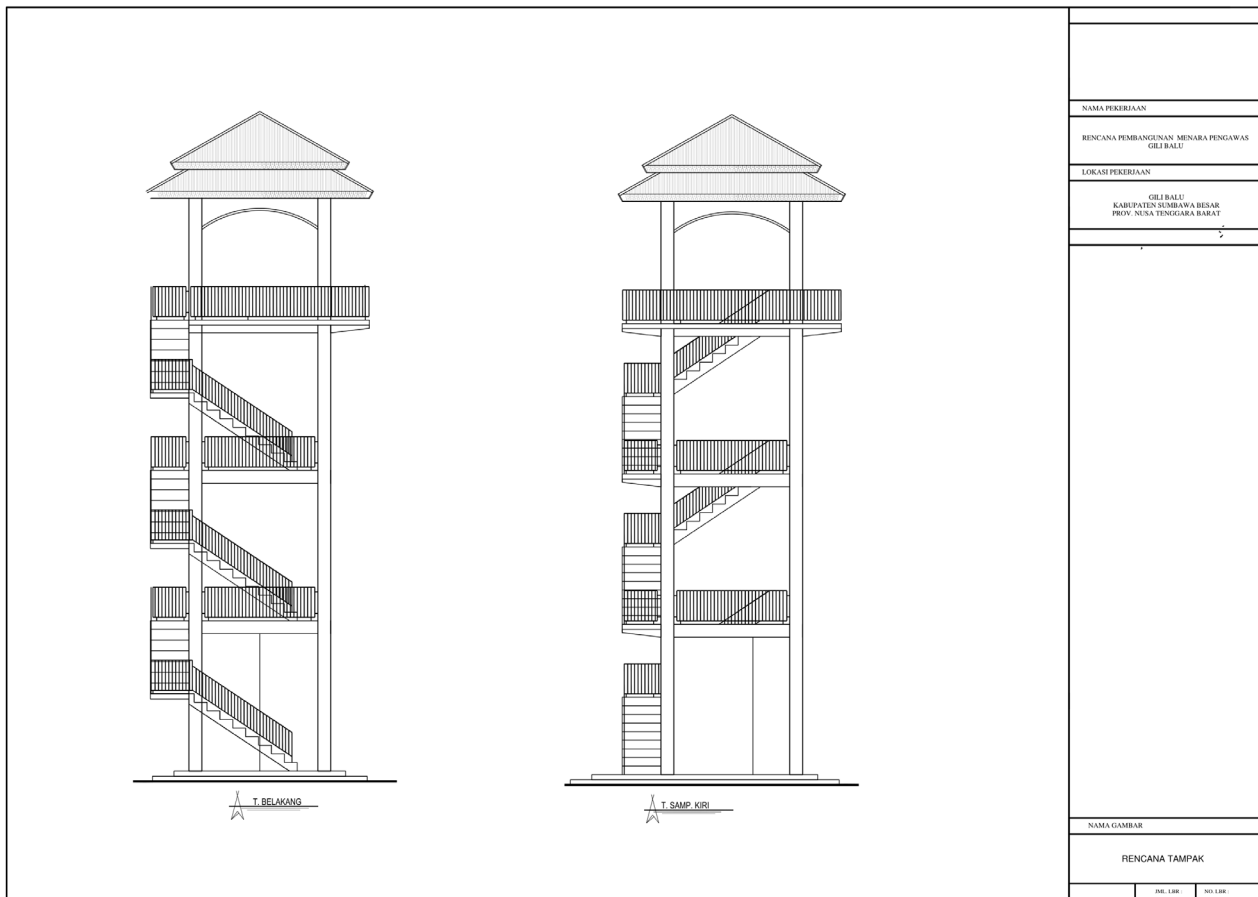 T. BELAKANG
T. SAMP. KIRI
NAMA PEKERJAAN
RENCANA PEMBANGUNAN MENARA PENGAWAS
GILI BALU
LOKASI PEKERJAAN
GILI BALU
KABUPATEN SUMBAWA BESAR
PROV. NUSA TENGGARA BARAT
NAMA GAMBAR
RENCANA TAMPAK
JML. LBR :
NO. LBR :